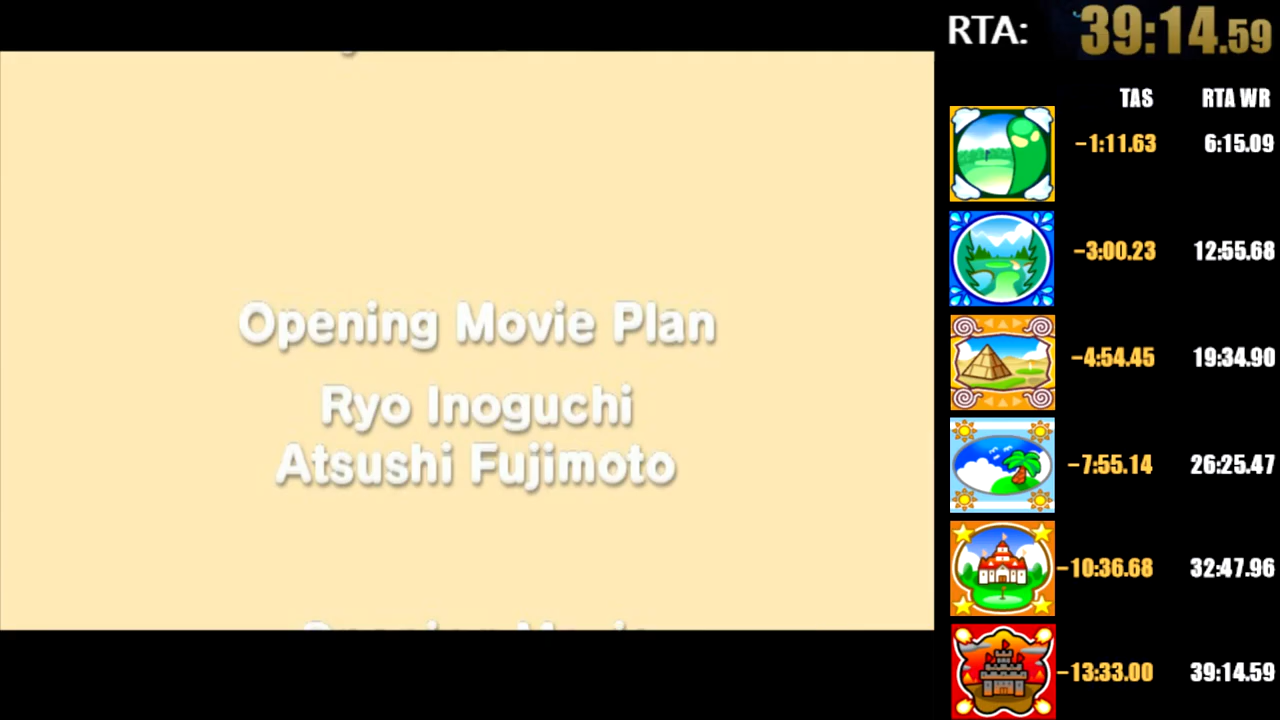 RTA: 39:14.59
TAS RTA WR
-1:11.63 6:15.09
-3:00.23 12:55.68
-4:54.45 19:34.90
-7:55.14 26:25.47
-10:36.68 32:47.96
-13:33.00 39:14.59
Opening Movie Plan
Ryo Inoguchi
Atsushi Fujimoto